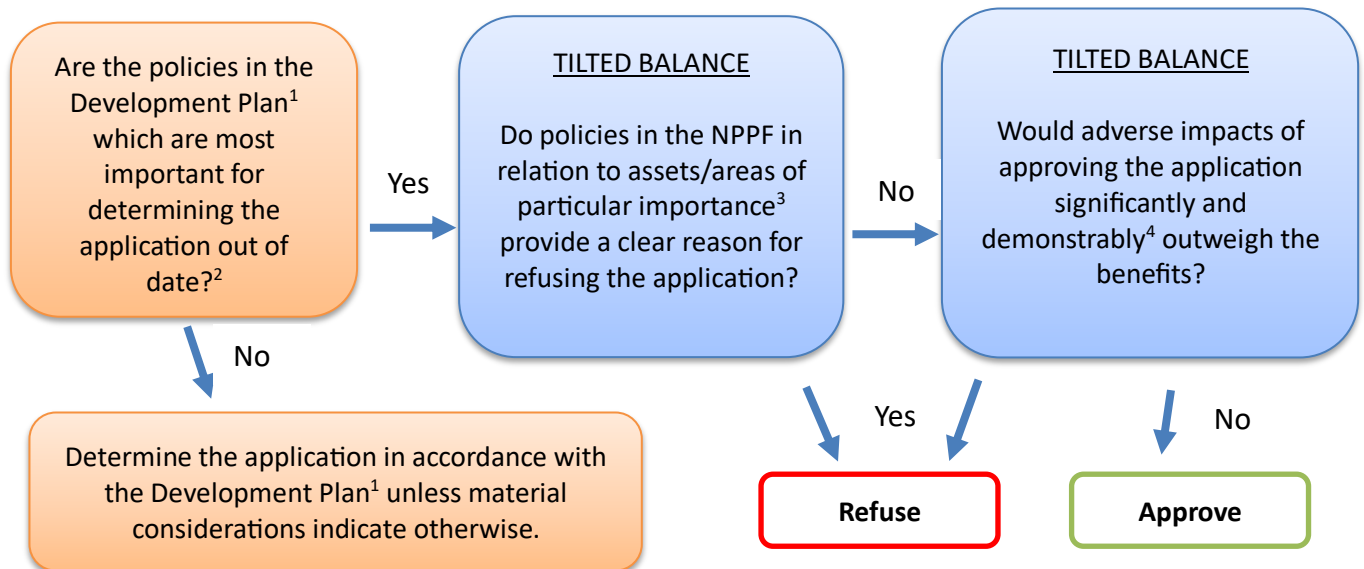 Are the policies in the
Development Plan¹
which are most
important for
determining the
application out of
date?²
Yes
TILTED BALANCE
Do policies in the NPPF in
relation to assets/areas of
particular importance³
provide a clear reason for
refusing the application?
No
TILTED BALANCE
Would adverse impacts of
approving the application
significantly and
demonstrably⁴ outweigh the
benefits?
No
Determine the application in accordance with
the Development Plan¹ unless material
considerations indicate otherwise.
Yes
Refuse
No
Approve